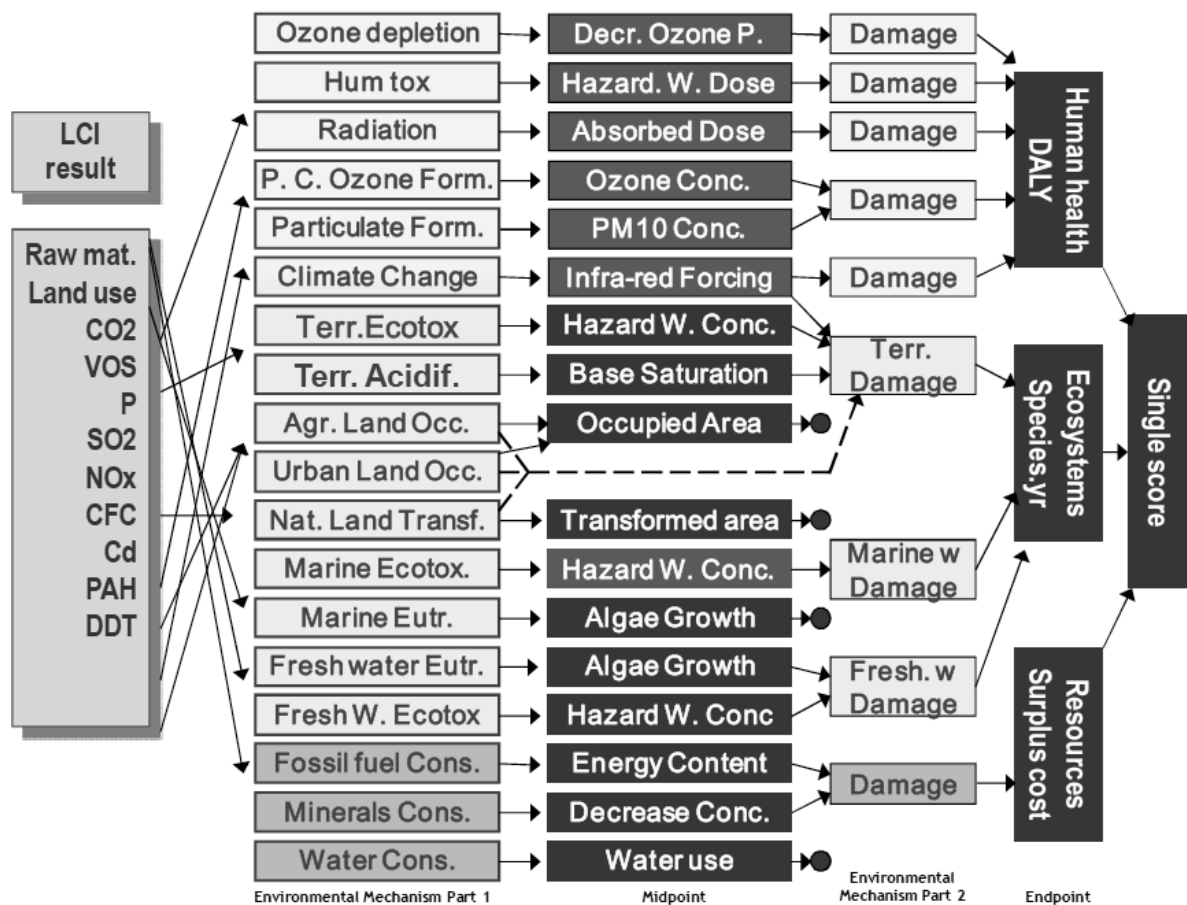 LCI
result
Raw mat.
Land use
CO2
VOS
P
SO2
NOx
CFC
Cd
PAH
DDT
Ozone depletion
Hum tox
Radiation
P. C. Ozone Form.
Particulate Form.
Climate Change
Terr.Ecotox
Terr. Acidif.
Agr. Land Occ.
Urban Land Occ.
Nat. Land Transf.
Marine Ecotox.
Marine Eutr.
Freshwater Eutr.
Fresh W. Ecotox
Fossil fuel Cons.
Minerals Cons.
Water Cons.
Environmental Mechanism Part 1
Decr. Ozone P.
Hazard. W. Dose
Absorbed Dose
Ozone Conc.
PM10 Conc.
Infra-red Forcing
Hazard W. Conc.
Base Saturation
Occupied Area
Transformed area
Hazard W. Conc.
Algae Growth
Algae Growth
Hazard W. Conc
Energy Content
Decrease Conc.
Water use
Midpoint
Damage
Damage
Damage
Damage
Damage
Terr.
Damage
Marine w
Damage
Fresh. w
Damage
Damage
Environmental
Mechanism Part 2
Human health
DALY
Ecosystems
Species.yr
Resources
Surplus cost
Endpoint
Single score